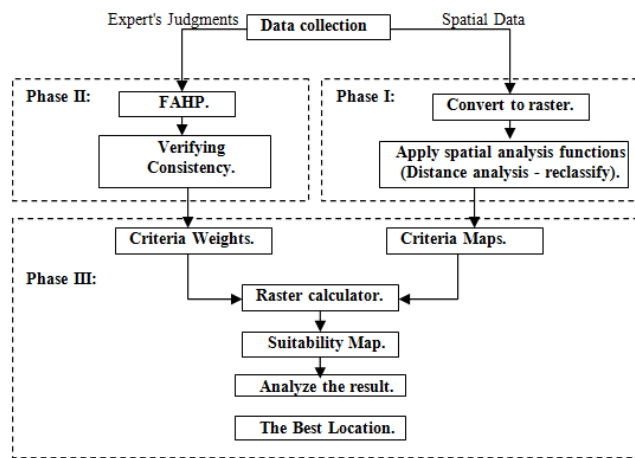 Expert's Judgments
Data collection
Spatial Data
Phase II:
FAHP.
Verifying
Consistency.
Phase I:
Convert to raster.
Apply spatial analysis functions
(Distance analysis - reclassify).
Phase III:
Criteria Weights.
Criteria Maps.
Raster calculator.
Suitability Map.
Analyze the result.
The Best Location.